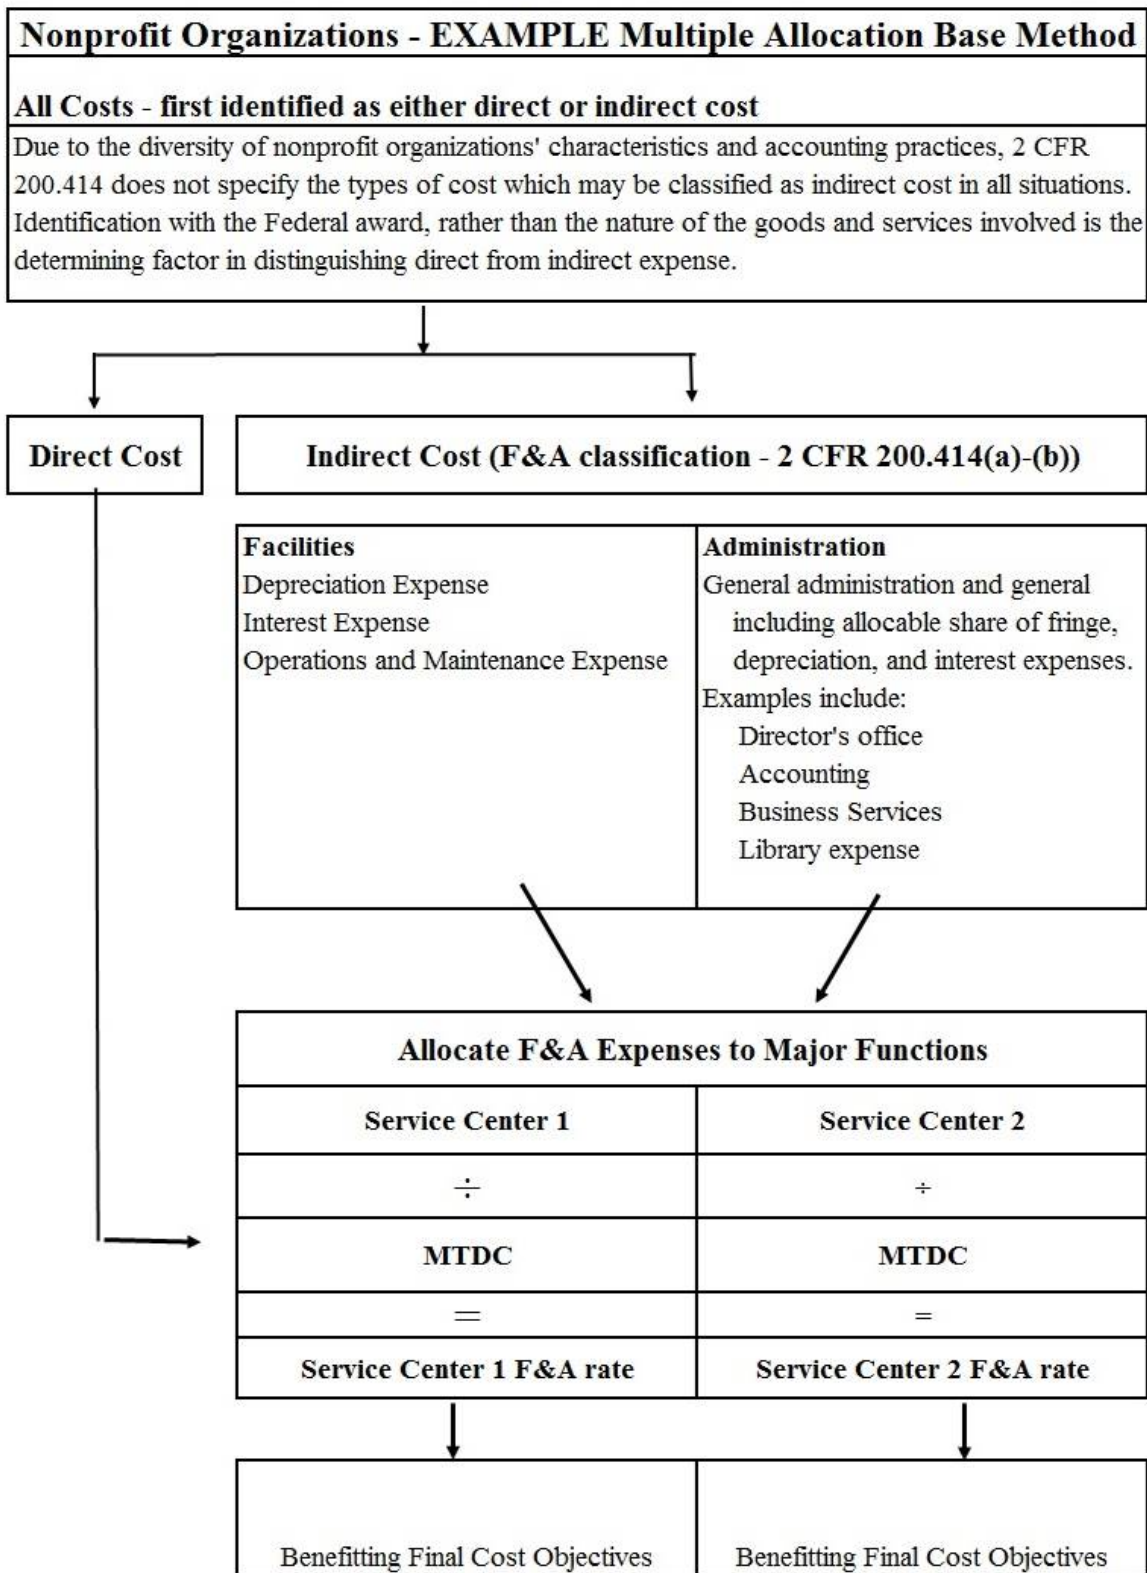 Nonprofit Organizations - EXAMPLE Multiple Allocation Base Method
All Costs - first identified as either direct or indirect cost
Due to the diversity of nonprofit organizations' characteristics and accounting practices, 2 CFR
200.414 does not specify the types of cost which may be classified as indirect cost in all situations.
Identification with the Federal award, rather than the nature of the goods and services involved is the
determining factor in distinguishing direct from indirect expense.
Direct Cost
Indirect Cost (F&A classification - 2 CFR 200.414(a)-(b))
Facilities
Depreciation Expense
Interest Expense
Operations and Maintenance Expense
Administration
General administration and general
including allocable share of fringe,
depreciation, and interest expenses.
Examples include:
Director's office
Accounting
Business Services
Library expense
Allocate F&A Expenses to Major Functions
Service Center 1
Service Center 2
÷
÷
MTDC
MTDC
=
=
Service Center 1 F&A rate
Service Center 2 F&A rate
Benefitting Final Cost Objectives
Benefitting Final Cost Objectives